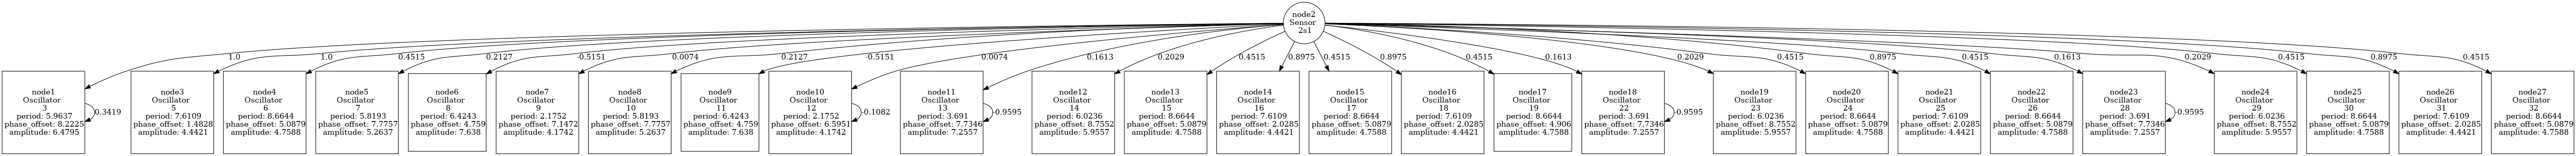 node2
Sensor
2s1
1.0
1.0
0.4515
0.2127
-0.5151
0.0074
0.2127
-0.5151
0.0074
0.1613
0.2029
0.4515
0.8975
0.4515
0.8975
0.4515
0.1613
0.2029
0.4515
0.8975
0.4515
0.1613
0.2029
0.4515
0.8975
0.4515
node1
Oscillator
3
period: 5.9637
phase_offset: 8.2225
amplitude: 6.4795
0.3419
node3
Oscillator
5
period: 7.6109
phase_offset: 1.4828
amplitude: 4.4421
node4
Oscillator
6
period: 8.6644
phase_offset: 5.0879
amplitude: 4.7588
node5
Oscillator
7
period: 5.8193
phase_offset: 7.7757
amplitude: 5.2637
node6
Oscillator
8
period: 6.4243
phase_offset: 4.759
amplitude: 7.638
node7
Oscillator
9
period: 2.1752
phase_offset: 7.1472
amplitude: 4.1742
node8
Oscillator
10
period: 5.8193
phase_offset: 7.7757
amplitude: 5.2637
node9
Oscillator
11
period: 6.4243
phase_offset: 4.759
amplitude: 7.638
node10
Oscillator
12
period: 2.1752
phase_offset: 6.5951
amplitude: 4.1742
-0.1082
node11
Oscillator
13
period: 3.691
phase_offset: 7.7346
amplitude: 7.2557
-0.9595
node12
Oscillator
14
period: 6.0236
phase_offset: 8.7552
amplitude: 5.9557
node13
Oscillator
15
period: 8.6644
phase_offset: 5.0879
amplitude: 4.7588
node14
Oscillator
16
period: 7.6109
phase_offset: 2.0285
amplitude: 4.4421
node15
Oscillator
17
period: 8.6644
phase_offset: 5.0879
amplitude: 4.7588
node16
Oscillator
18
period: 7.6109
phase_offset: 2.0285
amplitude: 4.4421
node17
Oscillator
19
period: 8.6644
phase_offset: 4.906
amplitude: 4.7588
node18
Oscillator
22
period: 3.691
phase_offset: 7.7346
amplitude: 7.2557
-0.9595
node19
Oscillator
23
period: 6.0236
phase_offset: 8.7552
amplitude: 5.9557
node20
Oscillator
24
period: 8.6644
phase_offset: 5.0879
amplitude: 4.7588
node21
Oscillator
25
period: 7.6109
phase_offset: 2.0285
amplitude: 4.4421
node22
Oscillator
26
period: 8.6644
phase_offset: 5.0879
amplitude: 4.7588
node23
Oscillator
28
period: 3.691
phase_offset: 7.7346
amplitude: 7.2557
-0.9595
node24
Oscillator
29
period: 6.0236
phase_offset: 8.7552
amplitude: 5.9557
node25
Oscillator
30
period: 8.6644
phase_offset: 5.0879
amplitude: 4.7588
node26
Oscillator
31
period: 7.6109
phase_offset: 2.0285
amplitude: 4.4421
node27
Oscillator
32
period: 8.6644
phase_offset: 5.0879
amplitude: 4.7588